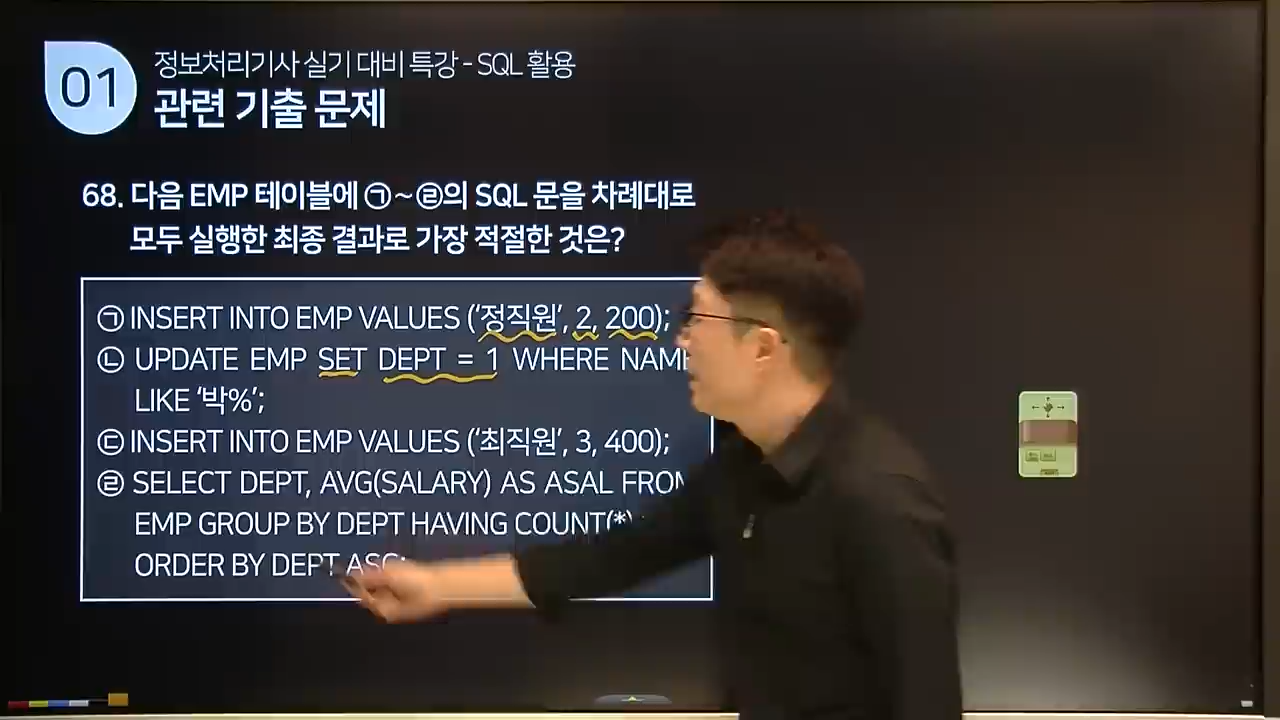 01
정보처리기사 실기 대비 특강 - SQL 활용
관련 기출 문제
68. 다음 EMP 테이블에 ㉠~㉣의 SQL 문을 차례대로
모두 실행한 최종 결과로 가장 적절한 것은?
㉠ INSERT INTO EMP VALUES (‘정직원’, 2, 200);
㉡ UPDATE EMP SET DEPT = 1 WHERE NAME
LIKE ‘박%’;
㉢ INSERT INTO EMP VALUES (‘최직원’, 3, 400);
㉣ SELECT DEPT, AVG(SALARY) AS ASAL FROM
EMP GROUP BY DEPT HAVING COUNT(*)
ORDER BY DEPT ASC;